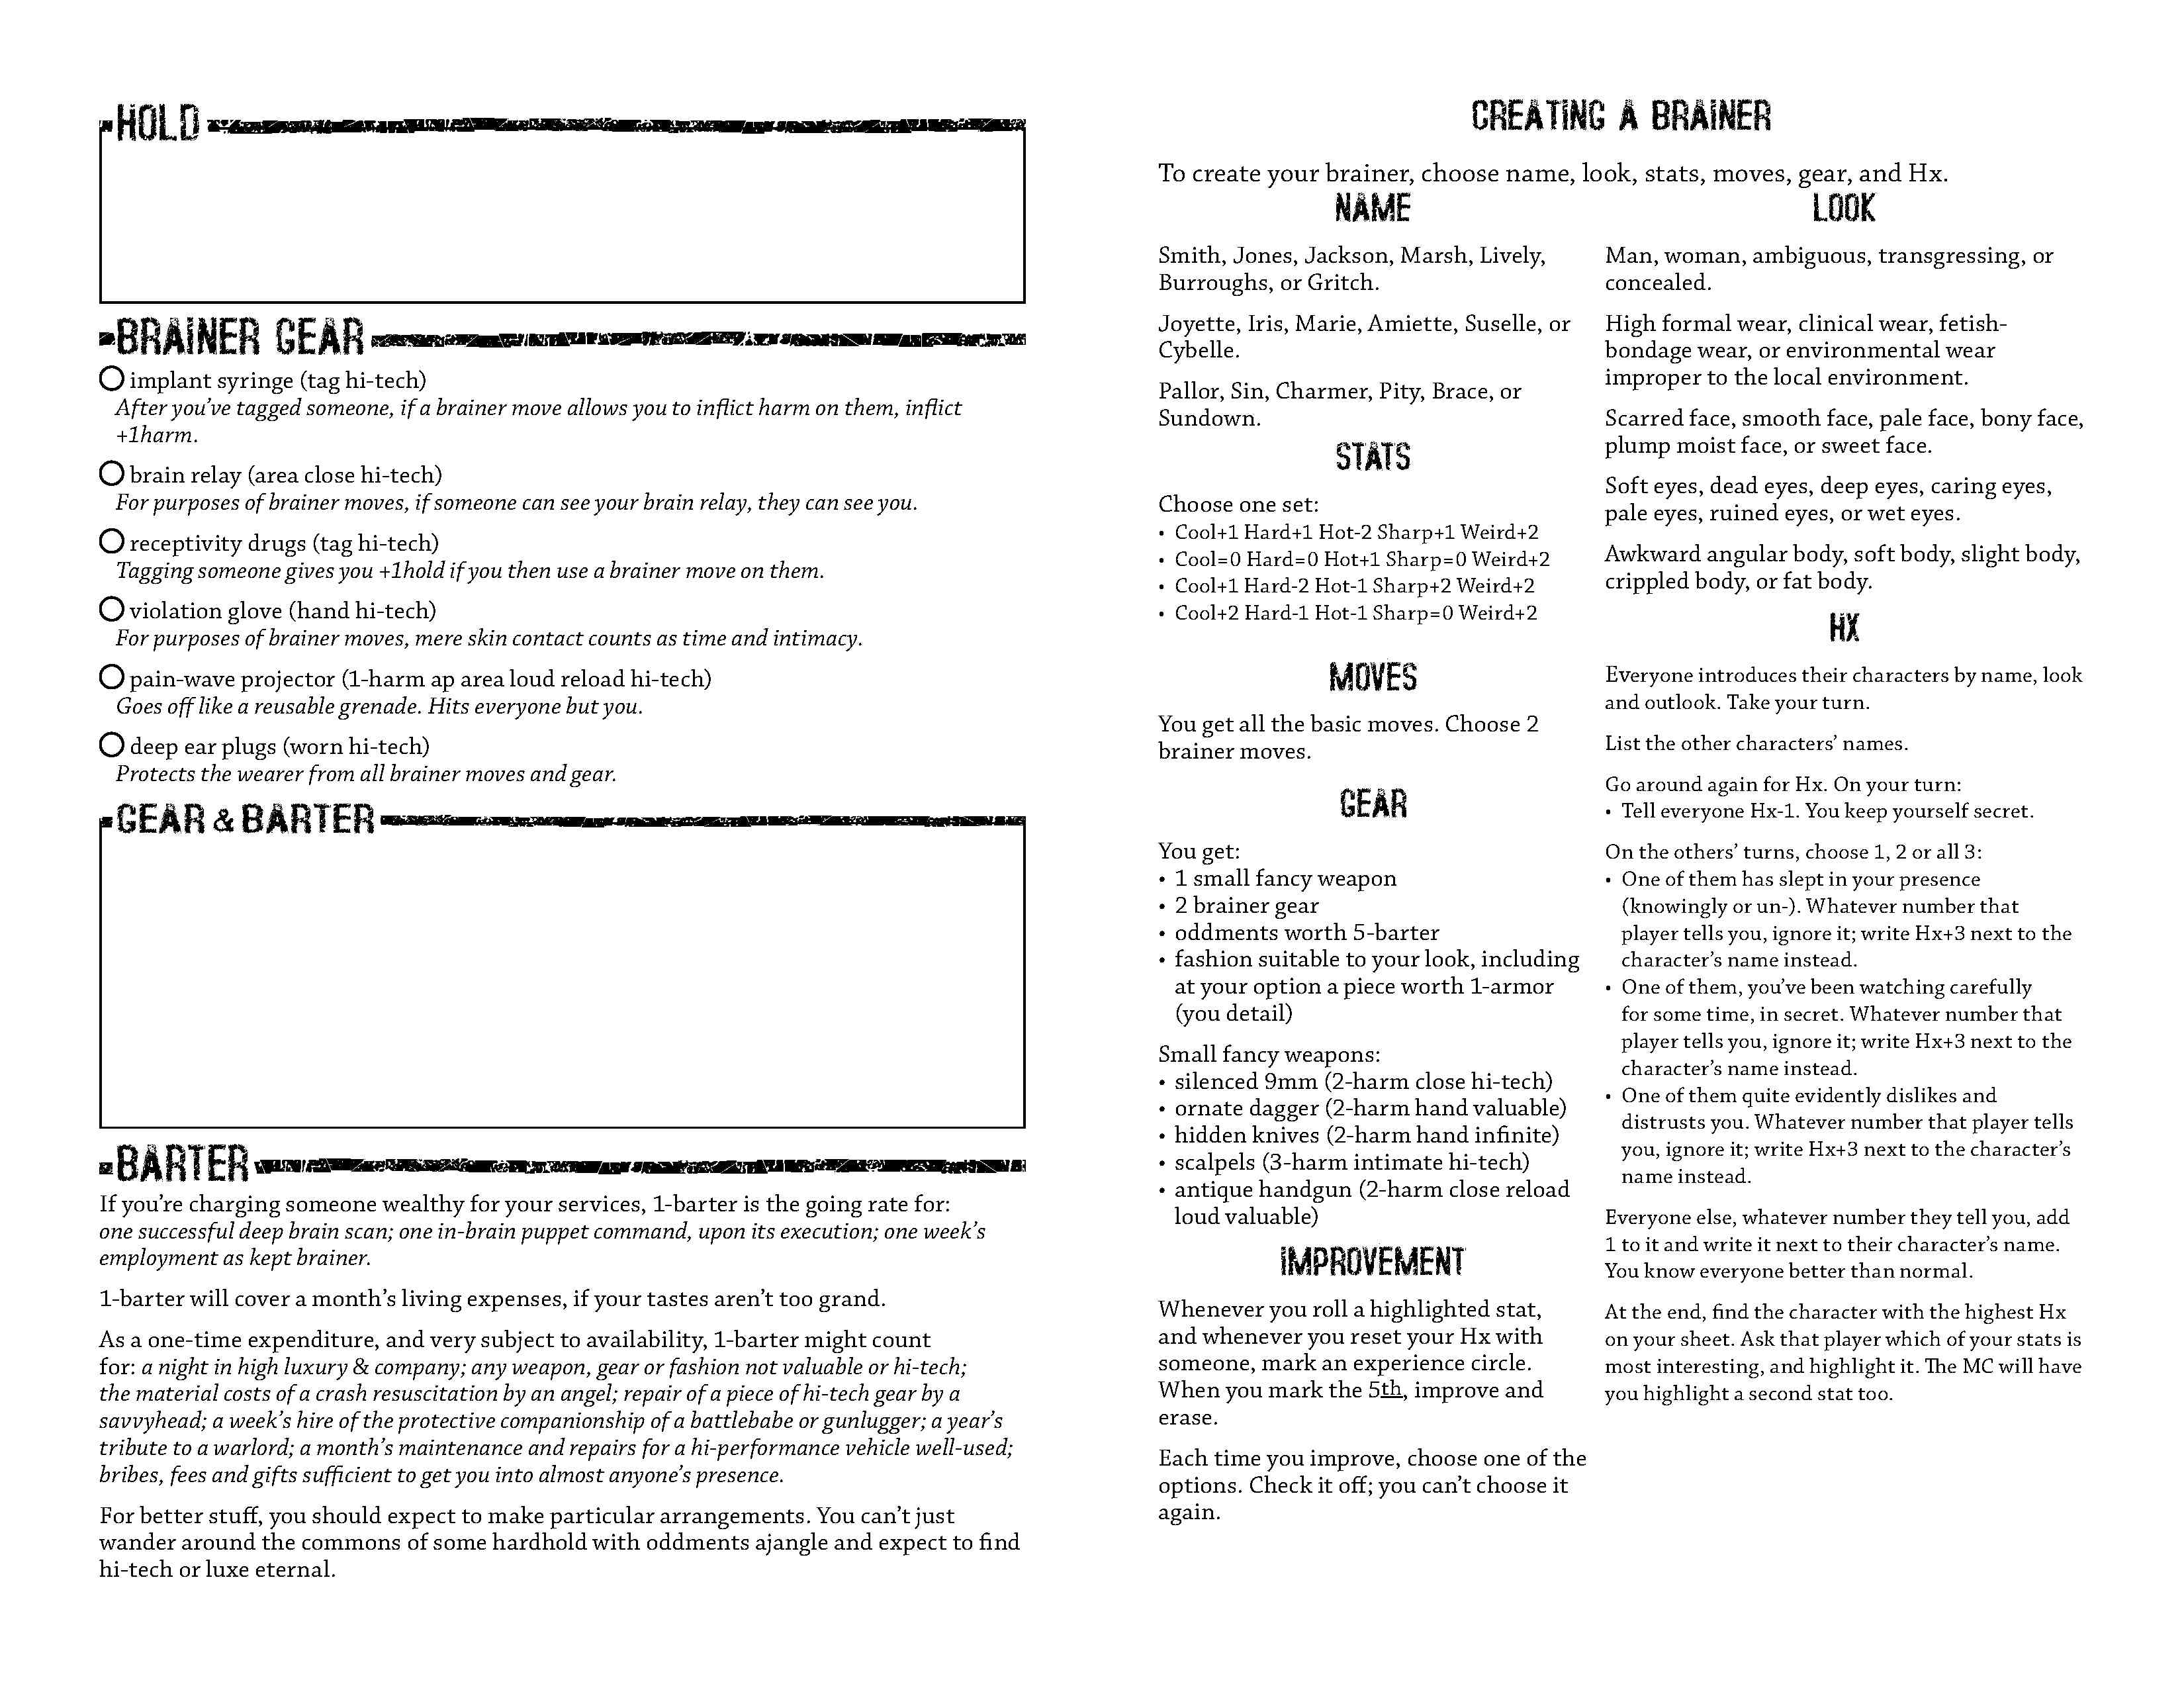 HOLD
BRAINER GEAR
implant syringe (tag hi-tech)
After you've tagged someone, if a brainer move allows you to inflict harm on them, inflict
+1harm.
brain relay (area close hi-tech)
For purposes of brainer moves, if someone can see your brain relay, they can see you.
receptivity drugs (tag hi-tech)
Tagging someone gives you +1hold if you then use a brainer move on them.
violation glove (hand hi-tech)
For purposes of brainer moves, mere skin contact counts as time and intimacy.
pain-wave projector (1-harm ap area loud reload hi-tech)
Goes off like a reusable grenade. Hits everyone but you.
deep ear plugs (worn hi-tech)
Protects the wearer from all brainer moves and gear.
GEAR & BARTER
BARTER
If you're charging someone wealthy for your services, 1-barter is the going rate for:
one successful deep brain scan; one in-brain puppet command, upon its execution; one week's
employment as kept brainer.
1-barter will cover a month's living expenses, if your tastes aren't too grand.
As a one-time expenditure, and very subject to availability, 1-barter might count
for: a night in high luxury & company; any weapon, gear or fashion not valuable or hi-tech;
the material costs of a crash resuscitation by an angel; repair of a piece of hi-tech gear by a
savvyhead; a week's hire of the protective companionship of a battlebabe or gunlugger; a year's
tribute to a warlord; a month's maintenance and repairs for a hi-performance vehicle well-used;
bribes, fees and gifts sufficient to get you into almost anyone's presence.
For better stuff, you should expect to make particular arrangements. You can't just
wander around the commons of some hardhold with oddments ajangle and expect to find
hi-tech or luxe eternal.
CREATING A BRAINER
To create your brainer, choose name, look, stats, moves, gear, and Hx.
NAME
Smith, Jones, Jackson, Marsh, Lively,
Burroughs, or Gritch.
Joyette, Iris, Marie, Amiette, Suselle, or
Cybelle.
Pallor, Sin, Charmer, Pity, Brace, or
Sundown.
STATS
Choose one set:
• Cool+1 Hard+1 Hot-2 Sharp+1 Weird+2
• Cool=0 Hard=0 Hot+1 Sharp=0 Weird+2
• Cool+1 Hard-2 Hot-1 Sharp+2 Weird+2
• Cool+2 Hard-1 Hot-1 Sharp=0 Weird+2
MOVES
You get all the basic moves. Choose 2
brainer moves.
GEAR
You get:
• 1 small fancy weapon
• 2 brainer gear
• oddments worth 5-barter
• fashion suitable to your look, including
at your option a piece worth 1-armor
(you detail)
Small fancy weapons:
• silenced 9mm (2-harm close hi-tech)
• ornate dagger (2-harm hand valuable)
• hidden knives (2-harm hand infinite)
• scalpels (3-harm intimate hi-tech)
• antique handgun (2-harm close reload
loud valuable)
IMPROVEMENT
Whenever you roll a highlighted stat,
and whenever you reset your Hx with
someone, mark an experience circle.
When you mark the 5th, improve and
erase.
Each time you improve, choose one of the
options. Check it off; you can't choose it
again.
LOOK
Man, woman, ambiguous, transgressing, or
concealed.
High formal wear, clinical wear, fetish-
bondage wear, or environmental wear
improper to the local environment.
Scarred face, smooth face, pale face, bony face,
plump moist face, or sweet face.
Soft eyes, dead eyes, deep eyes, caring eyes,
pale eyes, ruined eyes, or wet eyes.
Awkward angular body, soft body, slight body,
crippled body, or fat body.
HX
Everyone introduces their characters by name, look
and outlook. Take your turn.
List the other characters' names.
Go around again for Hx. On your turn:
• Tell everyone Hx-1. You keep yourself secret.
On the others' turns, choose 1, 2 or all 3:
• One of them has slept in your presence
(knowingly or un-). Whatever number that
player tells you, ignore it; write Hx+3 next to the
character's name instead.
• One of them, you've been watching carefully
for some time, in secret. Whatever number that
player tells you, ignore it; write Hx+3 next to the
character's name instead.
• One of them quite evidently dislikes and
distrusts you. Whatever number that player tells
you, ignore it; write Hx+3 next to the character's
name instead.
Everyone else, whatever number they tell you, add
1 to it and write it next to their character's name.
You know everyone better than normal.
At the end, find the character with the highest Hx
on your sheet. Ask that player which of your stats is
most interesting, and highlight it. The MC will have
you highlight a second stat too.